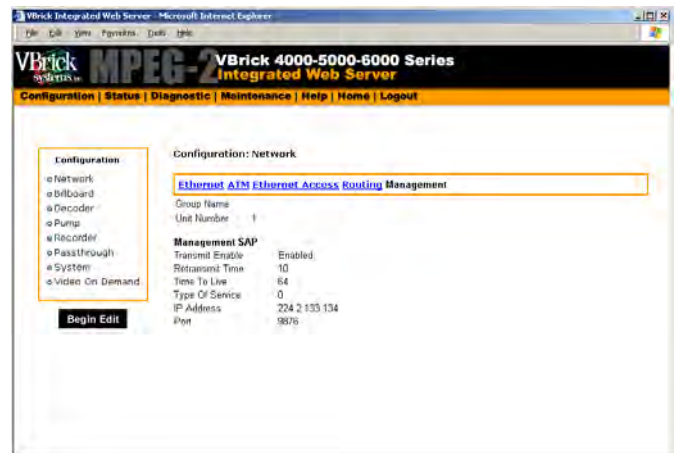 VBrick Integrated Web Server - Microsoft Internet Explorer
File Edit View Favorites Tools Help
VBrick systems MPEG-2 VBrick 4000-5000-6000 Series
Integrated Web Server
Configuration | Status | Diagnostic | Maintenance | Help | Home | Logout
Configuration
Network
Billboard
Decoder
Pump
Recorder
Passthrough
System
Video On Demand
Begin Edit
Configuration: Network
Ethernet ATM Ethernet Access Routing Management
Group Name
Unit Number 1
Management SAP
Transmit Enable Enabled
Retransmit Time 10
Time To Live 64
Type Of Service 0
IP Address 224.2.133.134
Port 9876